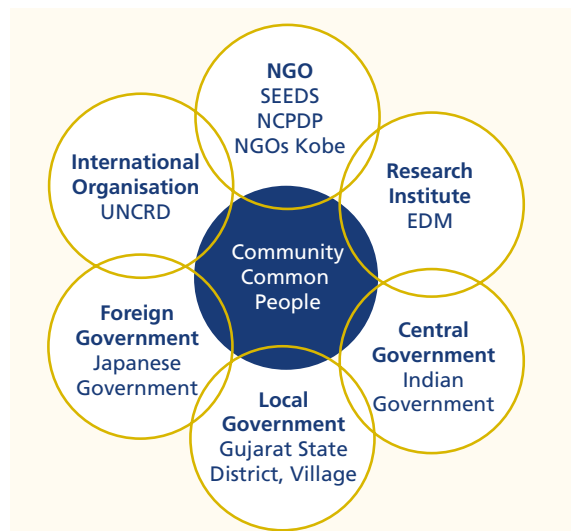 NGO
SEEDS
NCPDP
NGOs Kobe
International
Organisation
UNCRD
Research
Institute
EDM
Community
Common
People
Foreign
Government
Japanese
Government
Central
Government
Indian
Government
Local
Government
Gujarat State
District, Village